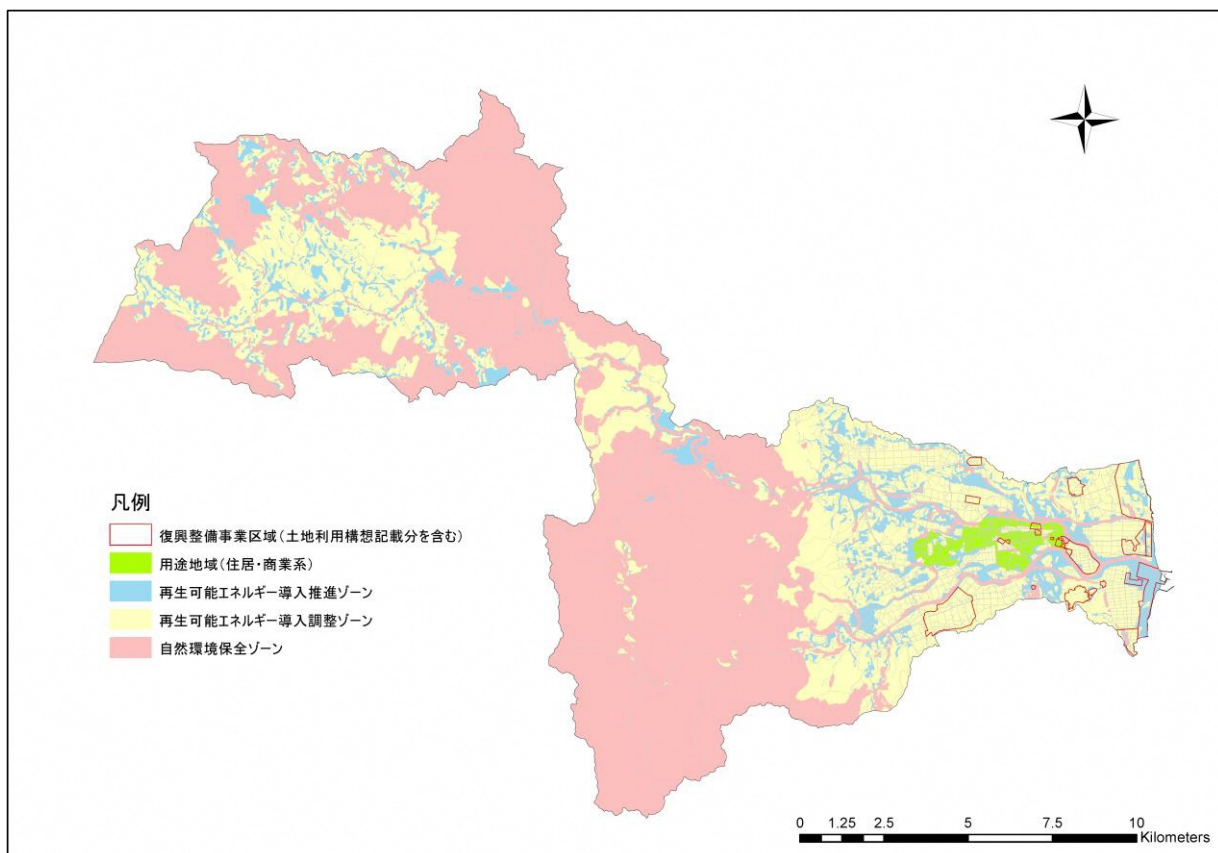 凡例
復興整備事業区域(土地利用構想記載分を含む)
用途地域(住居・商業系)
再生可能エネルギー導入推進ゾーン
再生可能エネルギー導入調整ゾーン
自然環境保全ゾーン
0 1.25 2.5 5 7.5 10
Kilometers